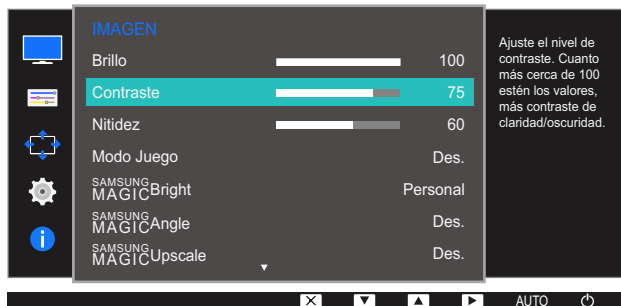 IMAGEN
Brillo 100
Contraste 75
Nitidez 60
Modo Juego Des.
SAMSUNG MAGIC Bright Personal
SAMSUNG MAGIC Angle Des.
SAMSUNG MAGIC Upscale Des.
Ajuste el nivel de
contraste. Cuanto
más cerca de 100
estén los valores,
más contraste de
claridad/oscuridad.
AUTO